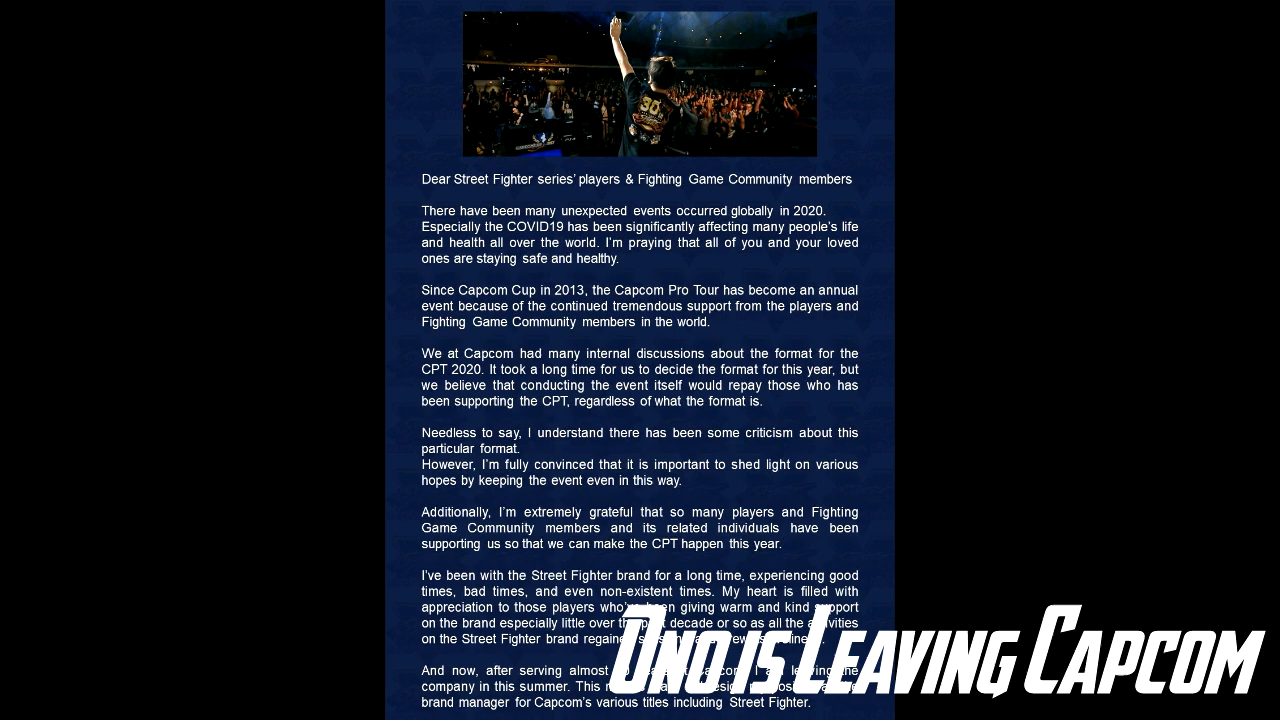 30
Dear Street Fighter series' players & Fighting Game Community members
There have been many unexpected events occurred globally in 2020.
Especially the COVID19 has been significantly affecting many people's life
and health all over the world. I'm praying that all of you and your loved
ones are staying safe and healthy.
Since Capcom Cup in 2013, the Capcom Pro Tour has become an annual
event because of the continued tremendous support from the players and
Fighting Game Community members in the world.
We at Capcom had many internal discussions about the format for the
CPT 2020. It took a long time for us to decide the format for this year, but
we believe that conducting the event itself would repay those who has
been supporting the CPT, regardless of what the format is.
Needless to say, I understand there has been some criticism about this
particular format.
However, I'm fully convinced that it is important to shed light on various
hopes by keeping the event even in this way.
Additionally, I'm extremely grateful that so many players and Fighting
Game Community members and its related individuals have been
supporting us so that we can make the CPT happen this year.
I've been with the Street Fighter brand for a long time, experiencing good
times, bad times, and even non-existent times. My heart is filled with
appreciation to those players who've been giving warm and kind support
on the brand especially little over the past decade or so as all the activities
on the Street Fighter brand regained
And now, after serving almost leaving the
company in this summer. This
brand manager for Capcom's various titles including Street Fighter.
Ono is Leaving Capcom